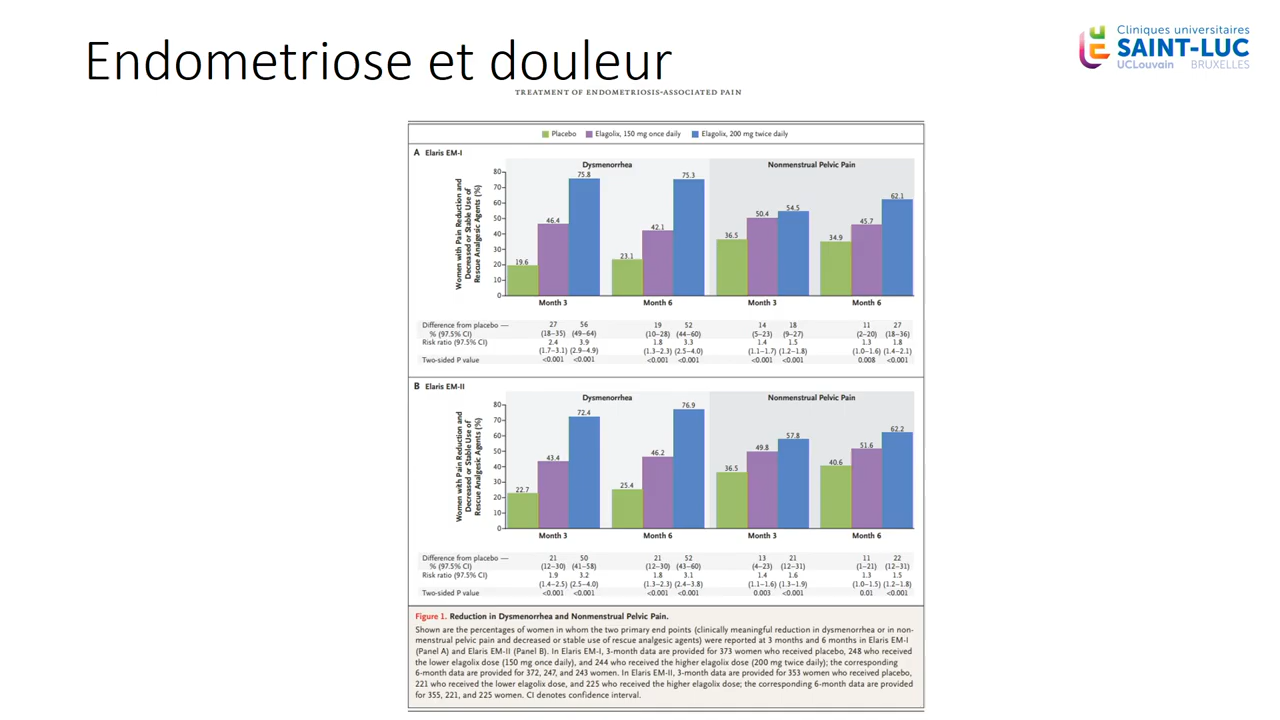 Endometriose et douleur
Cliniques universitaires
SAINT-LUC
UCLouvain BRUXELLES
TREATMENT OF ENDOMETRIOSIS-ASSOCIATED PAIN
Placebo Elagolix, 150 mg once daily Elagolix, 200 mg twice daily
A Elaris EM-I
Dysmenorrhea Nonmenstrual Pelvic Pain
Women with Pain Reduction and
Decreased or Stable Use of
Rescue Analgesic Agents (%)
80
70
60
50
40
30
20
10
0
19.6 46.4 75.8 23.1 42.1 75.3 36.5 50.4 54.5 34.9 45.7 62.1
Month 3 Month 6 Month 3 Month 6
Difference from placebo — 27 56 19 52 14 18 11 27
% (97.5% CI) (18–35) (49–64) (10–28) (44–60) (5–23) (9–27) (2–20) (18–36)
Risk ratio (97.5% CI) 2.4 3.9 1.8 3.3 1.4 1.5 1.3 1.8
(1.7–3.1) (2.9–4.9) (1.3–2.3) (2.5–4.0) (1.1–1.7) (1.2–1.8) (1.0–1.6) (1.4–2.1)
Two-sided P value <0.001 <0.001 <0.001 <0.001 <0.001 <0.001 0.008 <0.001
B Elaris EM-II
Dysmenorrhea Nonmenstrual Pelvic Pain
Women with Pain Reduction and
Decreased or Stable Use of
Rescue Analgesic Agents (%)
80
70
60
50
40
30
20
10
0
22.7 43.4 72.4 25.4 46.2 76.9 36.5 49.8 57.8 40.6 51.6 62.2
Month 3 Month 6 Month 3 Month 6
Difference from placebo — 21 50 21 52 13 21 11 22
% (97.5% CI) (12–30) (41–58) (12–30) (43–60) (4–23) (12–31) (1–21) (12–31)
Risk ratio (97.5% CI) 1.9 3.2 1.8 3.1 1.4 1.6 1.3 1.5
(1.4–2.5) (2.5–4.0) (1.3–2.3) (2.4–3.8) (1.1–1.6) (1.3–1.9) (1.0–1.5) (1.2–1.8)
Two-sided P value <0.001 <0.001 <0.001 <0.001 0.003 <0.001 0.01 <0.001
Figure 1. Reduction in Dysmenorrhea and Nonmenstrual Pelvic Pain.
Shown are the percentages of women in whom the two primary end points (clinically meaningful reduction in dysmenorrhea or in non-
menstrual pelvic pain and decreased or stable use of rescue analgesic agents) were reported at 3 months and 6 months in Elaris EM-I
(Panel A) and Elaris EM-II (Panel B). In Elaris EM-I, 3-month data are provided for 373 women who received placebo, 248 who received
the lower elagolix dose (150 mg once daily), and 244 who received the higher elagolix dose (200 mg twice daily); the corresponding
6-month data are provided for 372, 247, and 243 women. In Elaris EM-II, 3-month data are provided for 353 women who received placebo,
221 who received the lower elagolix dose, and 225 who received the higher elagolix dose; the corresponding 6-month data are provided
for 355, 221, and 225 women. CI denotes confidence interval.